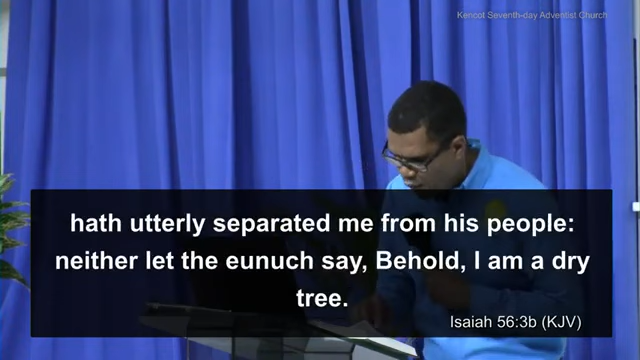 Kencot Seventh-day Adventist Church
hath utterly separated me from his people:
neither let the eunuch say, Behold, I am a dry
tree.
Isaiah 56:3b (KJV)